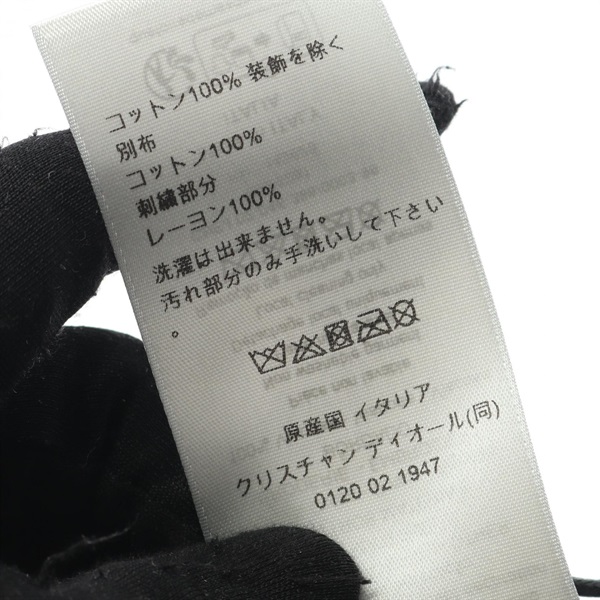 コットン100% 装飾を除く
別布
コットン100%
刺繍部分
レーヨン100%
洗濯は出来ません。
汚れ部分のみ手洗いして下さい
。
原産国 イタリア
クリスチャン ディオール(同)
0120 02 1947